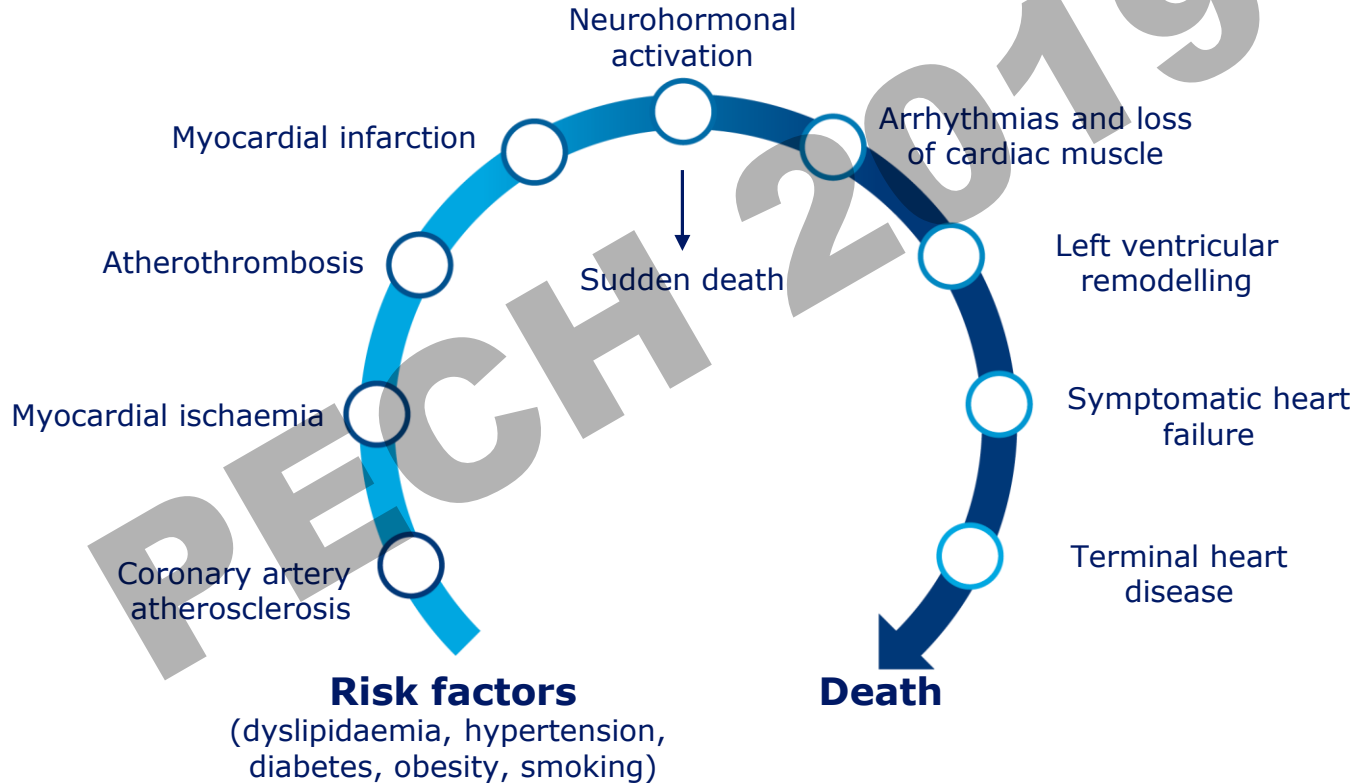 Neurohormonal
activation
Myocardial infarction
Arrhythmias and loss
of cardiac muscle
Atherothrombosis
Sudden death
Left ventricular
remodelling
Myocardial ischaemia
Symptomatic heart
failure
Coronary artery
atherosclerosis
Terminal heart
disease
Risk factors
(dyslipidaemia, hypertension,
diabetes, obesity, smoking)
Death
PECH 2019